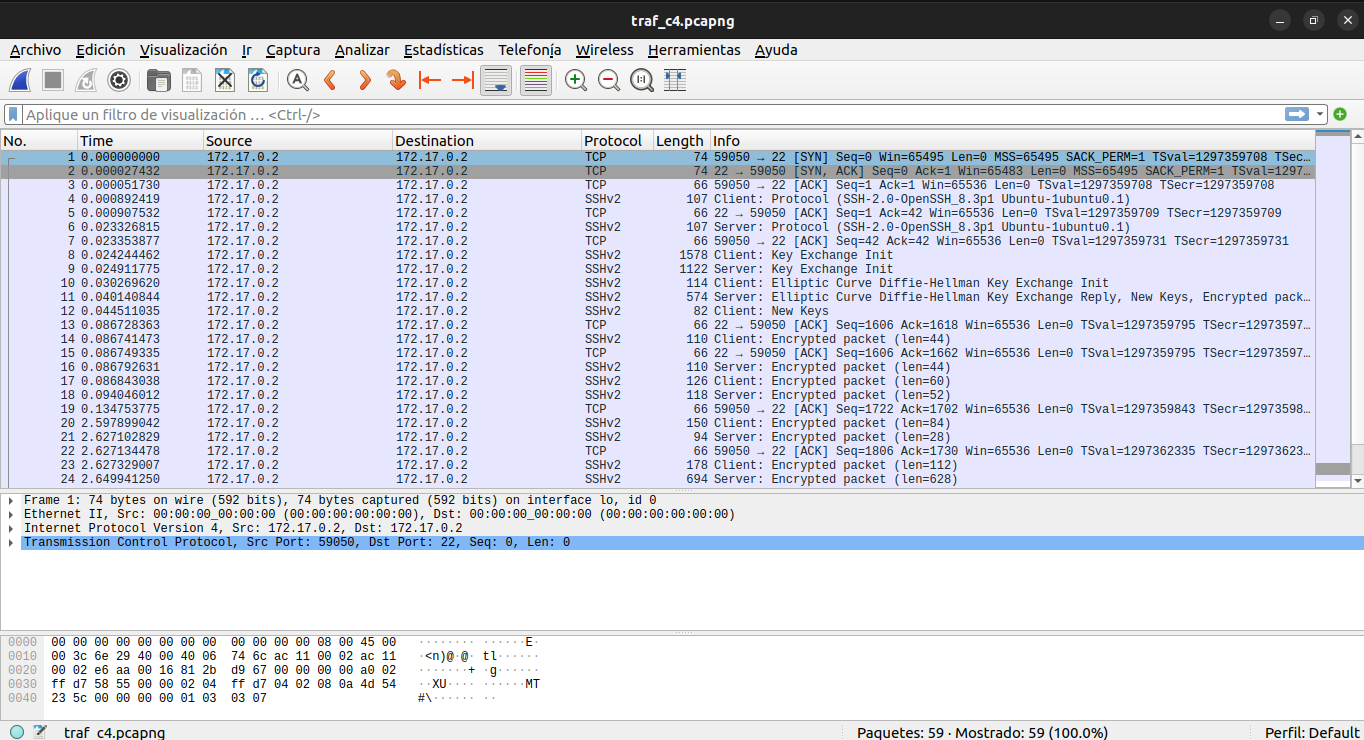 traf_c4.pcapng
Archivo Edición Visualización Ir Captura Analizar Estadísticas Telefonía Wireless Herramientas Ayuda
Aplique un filtro de visualización … <Ctrl-/>
No. Time Source Destination Protocol Length Info
1 0.000000000 172.17.0.2 172.17.0.2 TCP 74 59050 → 22 [SYN] Seq=0 Win=65495 Len=0 MSS=65495 SACK_PERM=1 TSval=1297359708 TSec…
2 0.000027432 172.17.0.2 172.17.0.2 TCP 74 22 → 59050 [SYN, ACK] Seq=0 Ack=1 Win=65483 Len=0 MSS=65495 SACK_PERM=1 TSval=1297…
3 0.000051730 172.17.0.2 172.17.0.2 TCP 66 59050 → 22 [ACK] Seq=1 Ack=1 Win=65536 Len=0 TSval=1297359708 TSecr=1297359708
4 0.000892419 172.17.0.2 172.17.0.2 SSHv2 107 Client: Protocol (SSH-2.0-OpenSSH_8.3p1 Ubuntu-1ubuntu0.1)
5 0.000907532 172.17.0.2 172.17.0.2 TCP 66 22 → 59050 [ACK] Seq=1 Ack=42 Win=65536 Len=0 TSval=1297359709 TSecr=1297359709
6 0.023326815 172.17.0.2 172.17.0.2 SSHv2 107 Server: Protocol (SSH-2.0-OpenSSH_8.3p1 Ubuntu-1ubuntu0.1)
7 0.023353877 172.17.0.2 172.17.0.2 TCP 66 59050 → 22 [ACK] Seq=42 Ack=42 Win=65536 Len=0 TSval=1297359731 TSecr=1297359731
8 0.024244462 172.17.0.2 172.17.0.2 SSHv2 1578 Client: Key Exchange Init
9 0.024911775 172.17.0.2 172.17.0.2 SSHv2 1122 Server: Key Exchange Init
10 0.030269620 172.17.0.2 172.17.0.2 SSHv2 114 Client: Elliptic Curve Diffie-Hellman Key Exchange Init
11 0.040140844 172.17.0.2 172.17.0.2 SSHv2 574 Server: Elliptic Curve Diffie-Hellman Key Exchange Reply, New Keys, Encrypted pack…
12 0.044511035 172.17.0.2 172.17.0.2 SSHv2 82 Client: New Keys
13 0.086728363 172.17.0.2 172.17.0.2 TCP 66 22 → 59050 [ACK] Seq=1606 Ack=1618 Win=65536 Len=0 TSval=1297359795 TSecr=12973597…
14 0.086741473 172.17.0.2 172.17.0.2 SSHv2 110 Client: Encrypted packet (len=44)
15 0.086749335 172.17.0.2 172.17.0.2 TCP 66 22 → 59050 [ACK] Seq=1606 Ack=1662 Win=65536 Len=0 TSval=1297359795 TSecr=12973597…
16 0.086792631 172.17.0.2 172.17.0.2 SSHv2 110 Server: Encrypted packet (len=44)
17 0.086843038 172.17.0.2 172.17.0.2 SSHv2 126 Client: Encrypted packet (len=60)
18 0.094046012 172.17.0.2 172.17.0.2 SSHv2 118 Server: Encrypted packet (len=52)
19 0.134753775 172.17.0.2 172.17.0.2 TCP 66 59050 → 22 [ACK] Seq=1722 Ack=1702 Win=65536 Len=0 TSval=1297359843 TSecr=12973598…
20 2.597899042 172.17.0.2 172.17.0.2 SSHv2 150 Client: Encrypted packet (len=84)
21 2.627102829 172.17.0.2 172.17.0.2 SSHv2 94 Server: Encrypted packet (len=28)
22 2.627134478 172.17.0.2 172.17.0.2 TCP 66 59050 → 22 [ACK] Seq=1806 Ack=1730 Win=65536 Len=0 TSval=1297362335 TSecr=12973623…
23 2.627329007 172.17.0.2 172.17.0.2 SSHv2 178 Client: Encrypted packet (len=112)
24 2.649941250 172.17.0.2 172.17.0.2 SSHv2 694 Server: Encrypted packet (len=628)
Frame 1: 74 bytes on wire (592 bits), 74 bytes captured (592 bits) on interface lo, id 0
Ethernet II, Src: 00:00:00_00:00:00 (00:00:00:00:00:00), Dst: 00:00:00_00:00:00 (00:00:00:00:00:00)
Internet Protocol Version 4, Src: 172.17.0.2, Dst: 172.17.0.2
Transmission Control Protocol, Src Port: 59050, Dst Port: 22, Seq: 0, Len: 0
0000 00 00 00 00 00 00 00 00 00 00 00 00 08 00 45 00 ········ ······E·
0010 00 3c 6e 29 40 00 40 06 74 6c ac 11 00 02 ac 11 ·<n)@·@· tl······
0020 00 02 e6 aa 00 16 81 2b d9 67 00 00 00 00 a0 02 ·······+ ·g······
0030 ff d7 58 55 00 00 02 04 ff d7 04 02 08 0a 4d 54 ··XU···· ······MT
0040 23 5c 00 00 00 00 01 03 03 07 #\······ ··
traf_c4.pcapng Paquetes: 59 · Mostrado: 59 (100.0%) Perfil: Default